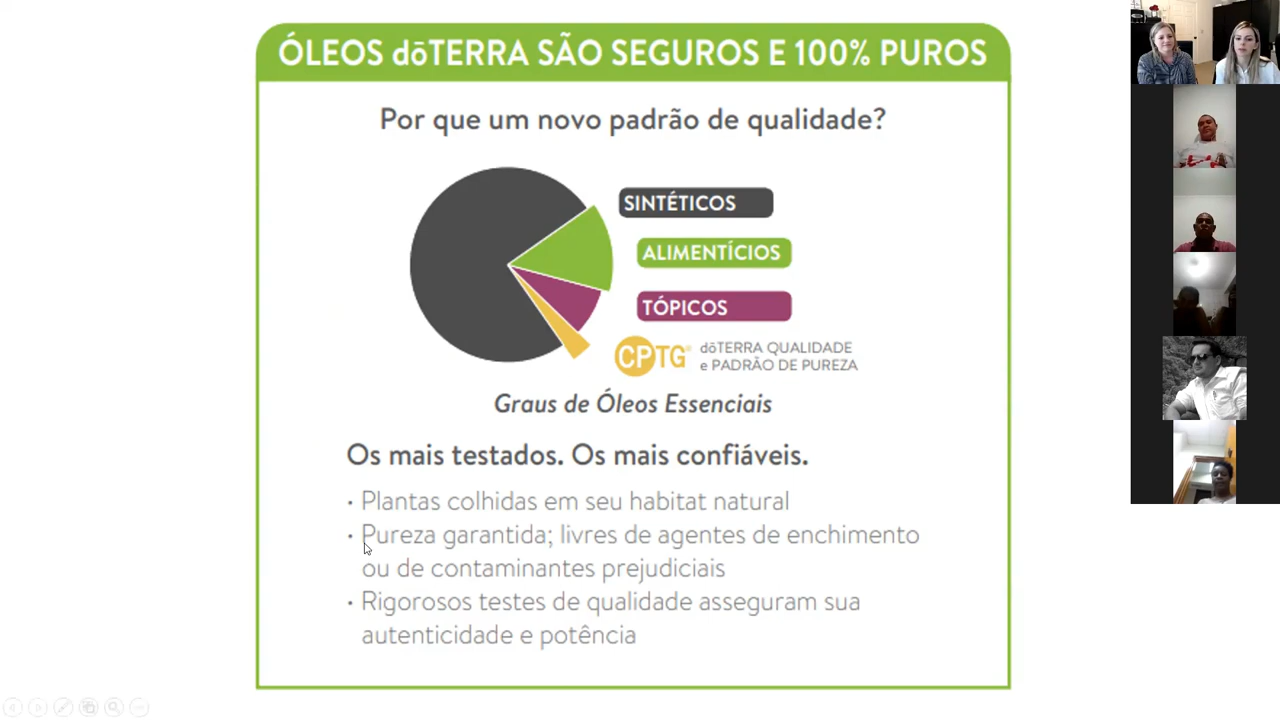 ÓLEOS dōTERRA SÃO SEGUROS E 100% PUROS
Por que um novo padrão de qualidade?
SINTÉTICOS
ALIMENTÍCIOS
TÓPICOS
CPTG®
dōTERRA QUALIDADE
e PADRÃO DE PUREZA
Graus de Óleos Essenciais
Os mais testados. Os mais confiáveis.
• Plantas colhidas em seu habitat natural
• Pureza garantida; livres de agentes de enchimento
ou de contaminantes prejudiciais
• Rigorosos testes de qualidade asseguram sua
autenticidade e potência